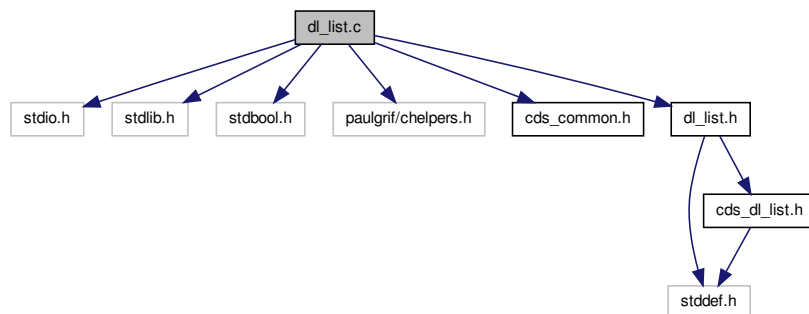 dl_list.c
stdio.h
stdlib.h
stdbool.h
paulgrif/chelpers.h
cds_common.h
dl_list.h
cds_dl_list.h
stddef.h